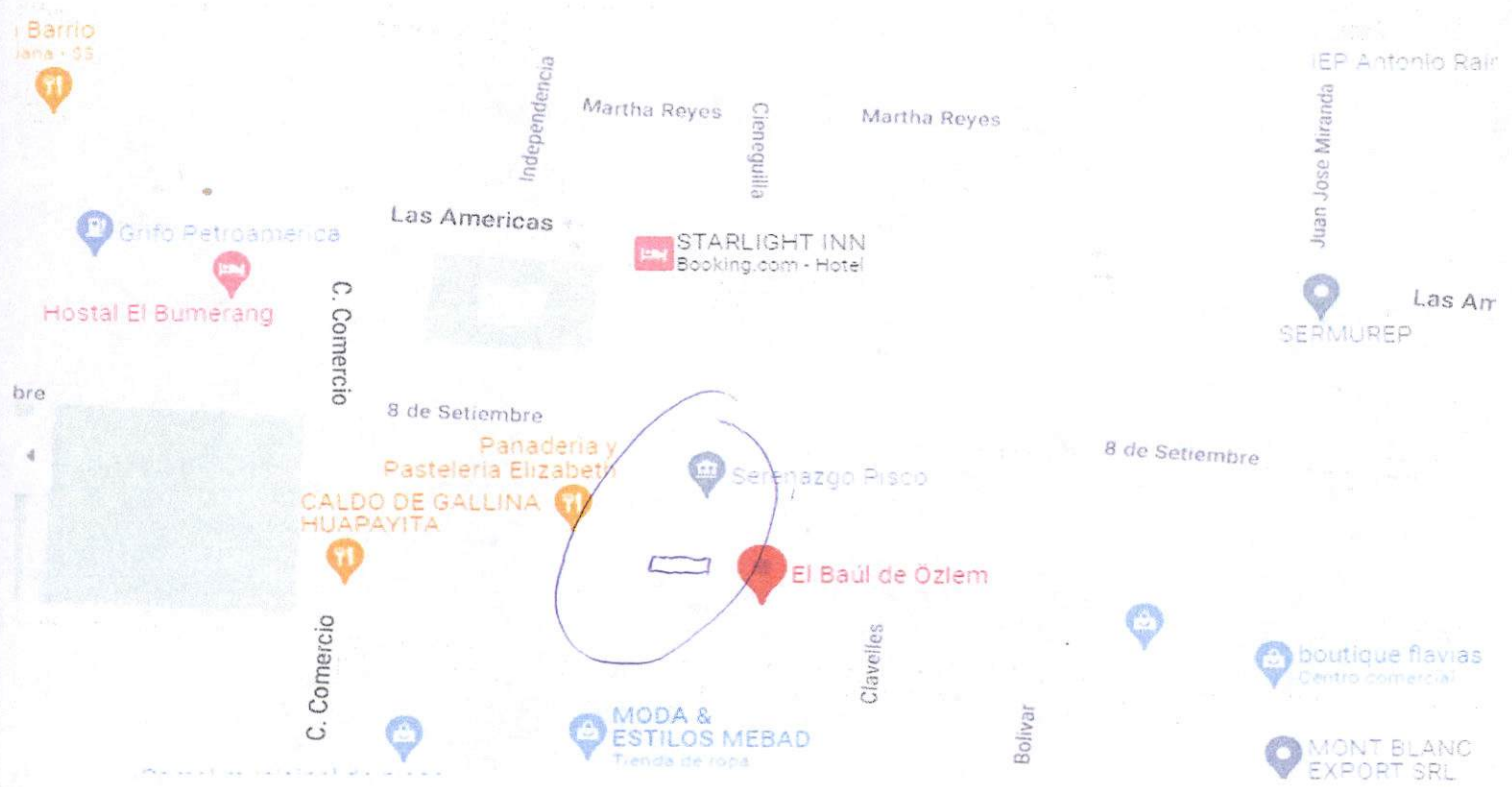 Barrio
IEP Antonio Rair
Independencia
Martha Reyes
Cieneguilla
Martha Reyes
Juan Jose Miranda
Las Americas
Grifo Petroamerica
STARLIGHT INN
Booking.com - Hotel
Hostal El Bumerang
C. Comercio
Las Am
SERMUREP
bre
8 de Setiembre
Panaderia y
Pasteleria Elizabeth
Serenazgo Pisco
8 de Setiembre
CALDO DE GALLINA
HUAPAYITA
El Baúl de Özlem
C. Comercio
Claveles
boutique flavias
Centro comercial
Bolivar
MODA &
ESTILOS MEBAD
Tienda de ropa
MONT BLANC
EXPORT SRL